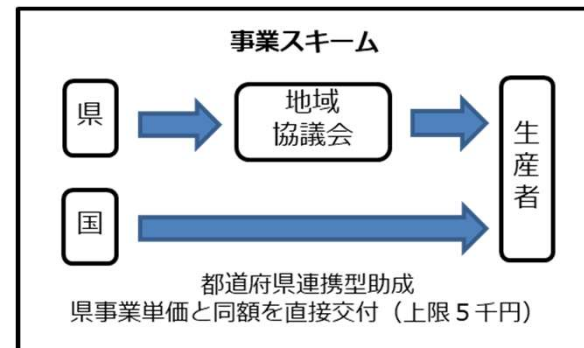 事業スキーム
県
地域
協議会
生産者
国
都道府県連携型助成
県事業単価と同額を直接交付（上限５千円）